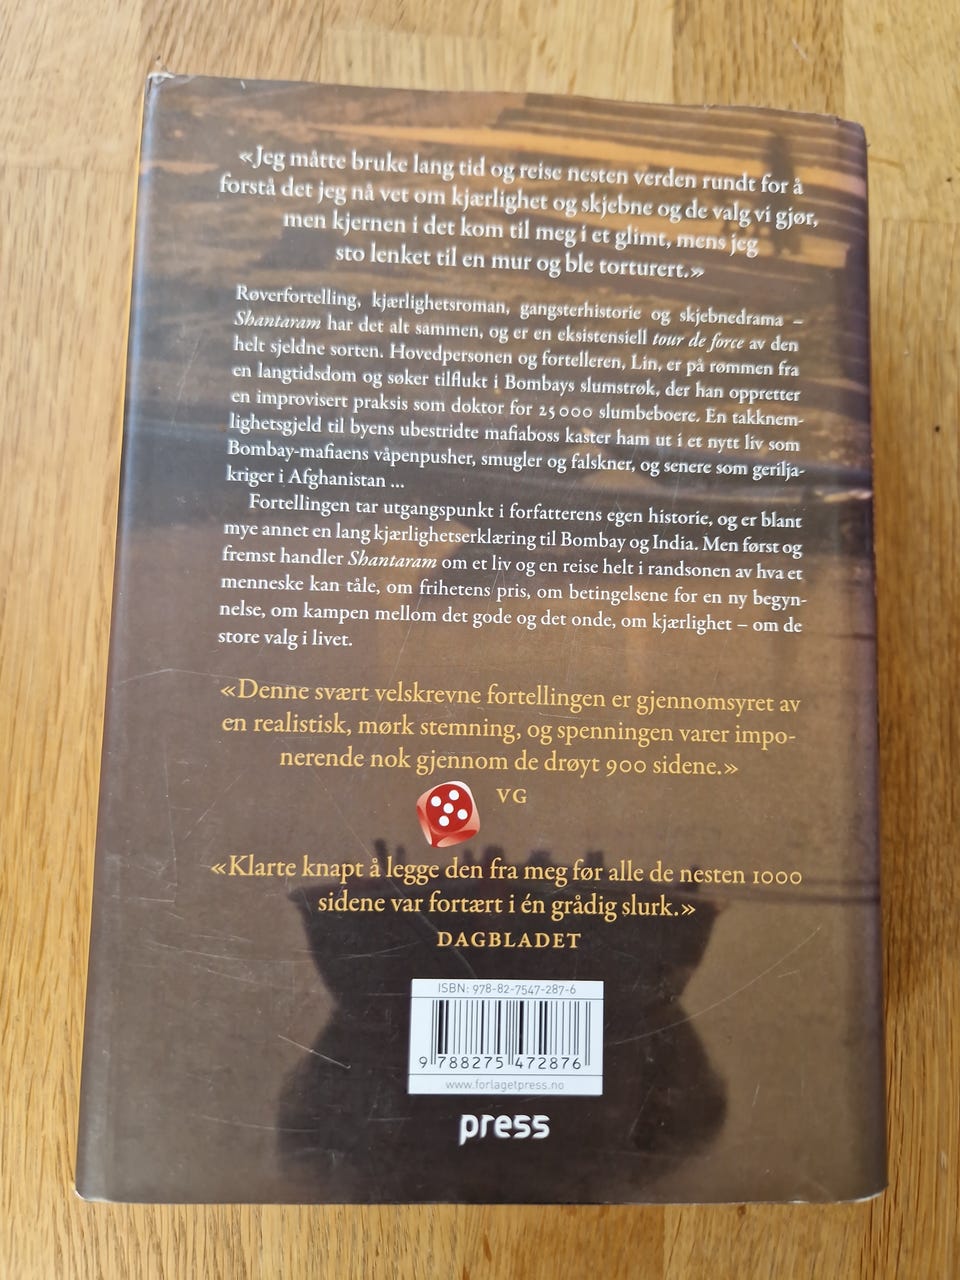 «Jeg måtte bruke lang tid og reise nesten verden rundt for å
forstå det jeg nå vet om kjærlighet og skjebne og de valg vi gjør,
men kjernen i det kom til meg i et glimt, mens jeg
sto lenket til en mur og ble torturert.»
Røverfortelling, kjærlighetsroman, gangsterhistorie og skjebnedrama –
Shantaram har det alt sammen, og er en eksistensiell tour de force av den
helt sjeldne sorten. Hovedpersonen og fortelleren, Lin, er på rømmen fra
en langtidsdom og søker tilflukt i Bombays slumstrøk, der han oppretter
en improvisert praksis som doktor for 25 000 slumbeboere. En takknem-
lighetsgjeld til byens ubestridte mafiaboss kaster ham ut i et nytt liv som
Bombay-mafiaens våpenpusher, smugler og falskner, og senere som gerilja-
kriger i Afghanistan ...
Fortellingen tar utgangspunkt i forfatterens egen historie, og er blant
mye annet en lang kjærlighetserklæring til Bombay og India. Men først og
fremst handler Shantaram om et liv og en reise helt i randsonen av hva et
menneske kan tåle, om frihetens pris, om betingelsene for en ny begyn-
nelse, om kampen mellom det gode og det onde, om kjærlighet – om de
store valg i livet.
«Denne svært velskrevne fortellingen er gjennomsyret av
en realistisk, mørk stemning, og spenningen varer impo-
nerende nok gjennom de drøyt 900 sidene.»
VG
«Klarte knapt å legge den fra meg før alle de nesten 1000
sidene var fortært i én grådig slurk.»
DAGBLADET
ISBN: 978-82-7547-287-6
9 788275 472876
www.forlagetpress.no
press